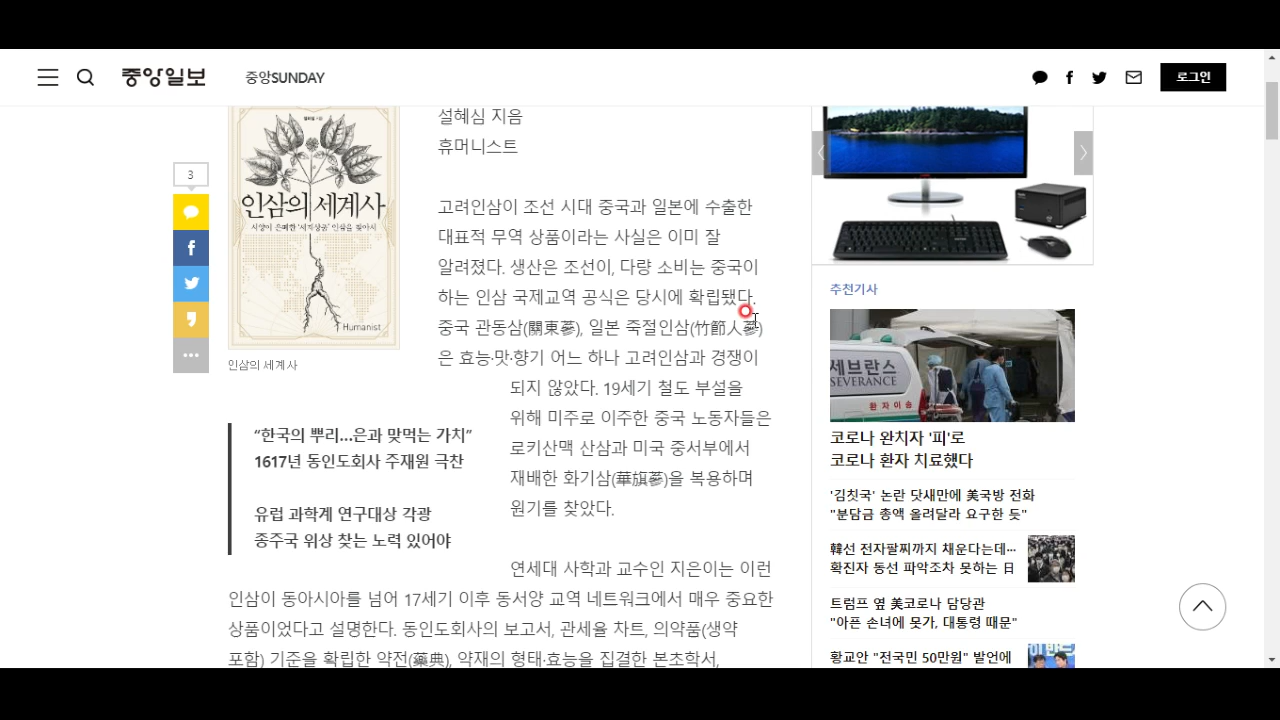 중앙일보
중앙SUNDAY
로그인
3
인삼의 세계사
서양이 은폐한 '세계상품' 인삼을 찾아서
Humanist
인삼의 세계사
설혜심 지음
휴머니스트
고려인삼이 조선 시대 중국과 일본에 수출한
대표적 무역 상품이라는 사실은 이미 잘
알려졌다. 생산은 조선이, 다량 소비는 중국이
하는 인삼 국제교역 공식은 당시에 확립됐다.
중국 관동삼(關東蔘), 일본 죽절인삼(竹節人蔘)
은 효능·맛·향기 어느 하나 고려인삼과 경쟁이
되지 않았다. 19세기 철도 부설을
위해 미주로 이주한 중국 노동자들은
로키산맥 산삼과 미국 중서부에서
재배한 화기삼(華旗蔘)을 복용하며
원기를 찾았다.
“한국의 뿌리…은과 맞먹는 가치”
1617년 동인도회사 주재원 극찬
유럽 과학계 연구대상 각광
종주국 위상 찾는 노력 있어야
연세대 사학과 교수인 지은이는 이런
인삼이 동아시아를 넘어 17세기 이후 동서양 교역 네트워크에서 매우 중요한
상품이었다고 설명한다. 동인도회사의 보고서, 관세율 차트, 의약품(생약
포함) 기준을 확립한 약전(藥典), 약재의 형태·효능을 집결한 본초학서,
추천기사
세브란스
SEVERANCE
환자이송
코로나 완치자 '피'로
코로나 환자 치료했다
'김칫국' 논란 닷새만에 美국방 전화
"분담금 총액 올려달라 요구한 듯"
韓선 전자팔찌까지 채운다는데…
확진자 동선 파악조차 못하는 日
트럼프 옆 美코로나 담당관
"아픈 손녀에 못가, 대통령 때문"
황교안 "전국민 50만원" 발언에